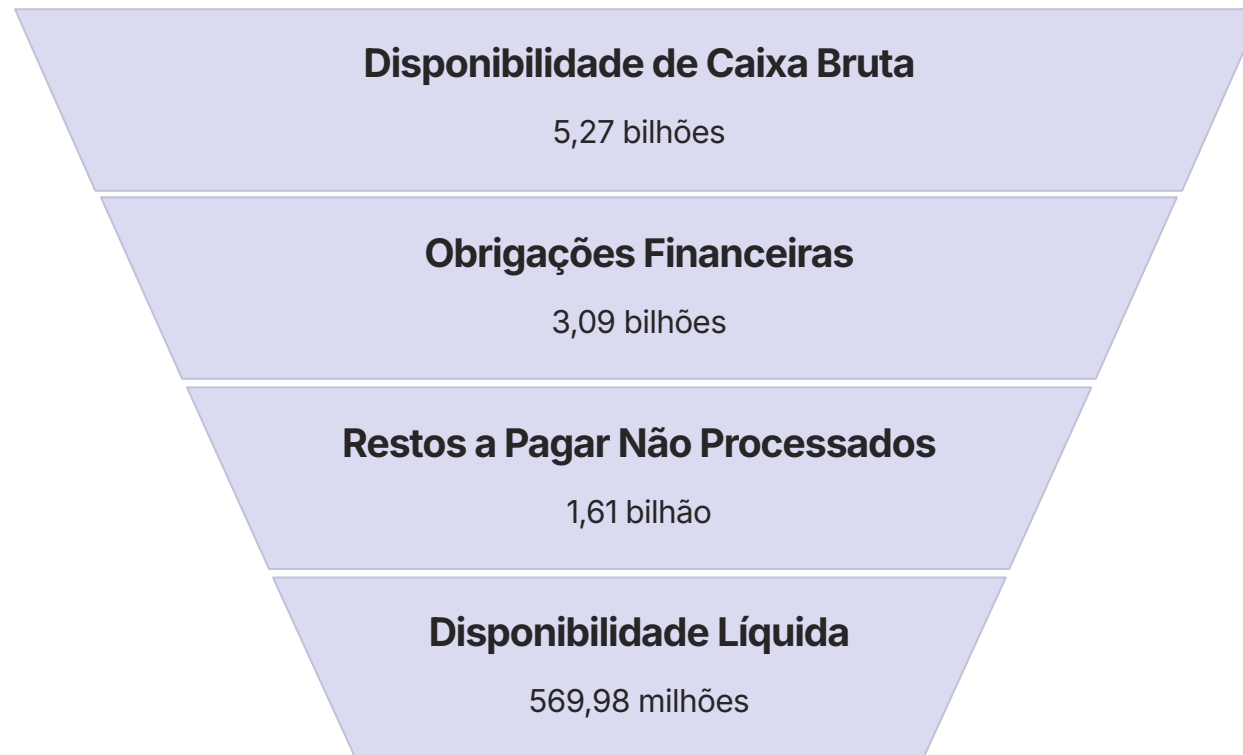 Disponibilidade de Caixa Bruta
5,27 bilhões
Obrigações Financeiras
3,09 bilhões
Restos a Pagar Não Processados
1,61 bilhão
Disponibilidade Líquida
569,98 milhões